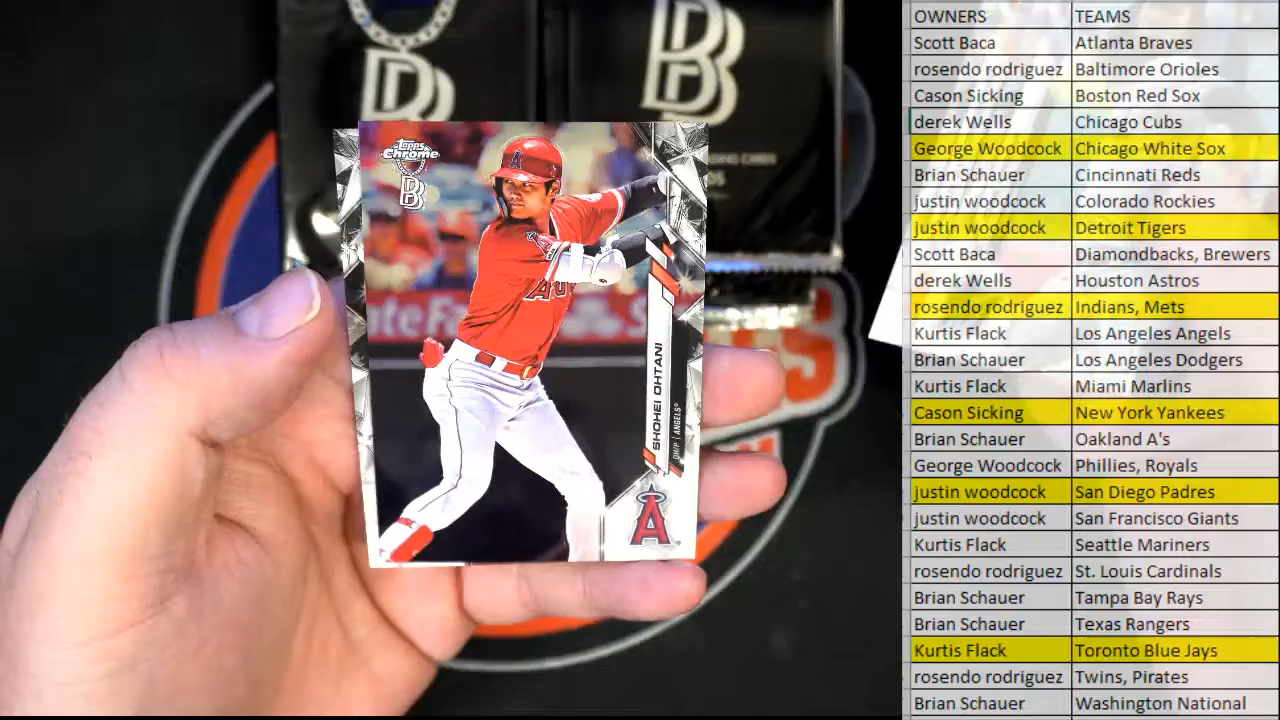 OWNERS TEAMS
Scott Baca Atlanta Braves
rosendo rodriguez Baltimore Orioles
Cason Sicking Boston Red Sox
derek Wells Chicago Cubs
George Woodcock Chicago White Sox
Brian Schauer Cincinnati Reds
justin woodcock Colorado Rockies
justin woodcock Detroit Tigers
Scott Baca Diamondbacks, Brewers
derek Wells Houston Astros
rosendo rodriguez Indians, Mets
Kurtis Flack Los Angeles Angels
Brian Schauer Los Angeles Dodgers
Kurtis Flack Miami Marlins
Cason Sicking New York Yankees
Brian Schauer Oakland A's
George Woodcock Phillies, Royals
justin woodcock San Diego Padres
justin woodcock San Francisco Giants
Kurtis Flack Seattle Mariners
rosendo rodriguez St. Louis Cardinals
Brian Schauer Tampa Bay Rays
Brian Schauer Texas Rangers
Kurtis Flack Toronto Blue Jays
rosendo rodriguez Twins, Pirates
Brian Schauer Washington National
Topps
Chrome
SHOHEI OHTANI
DH/P | ANGELS®
A